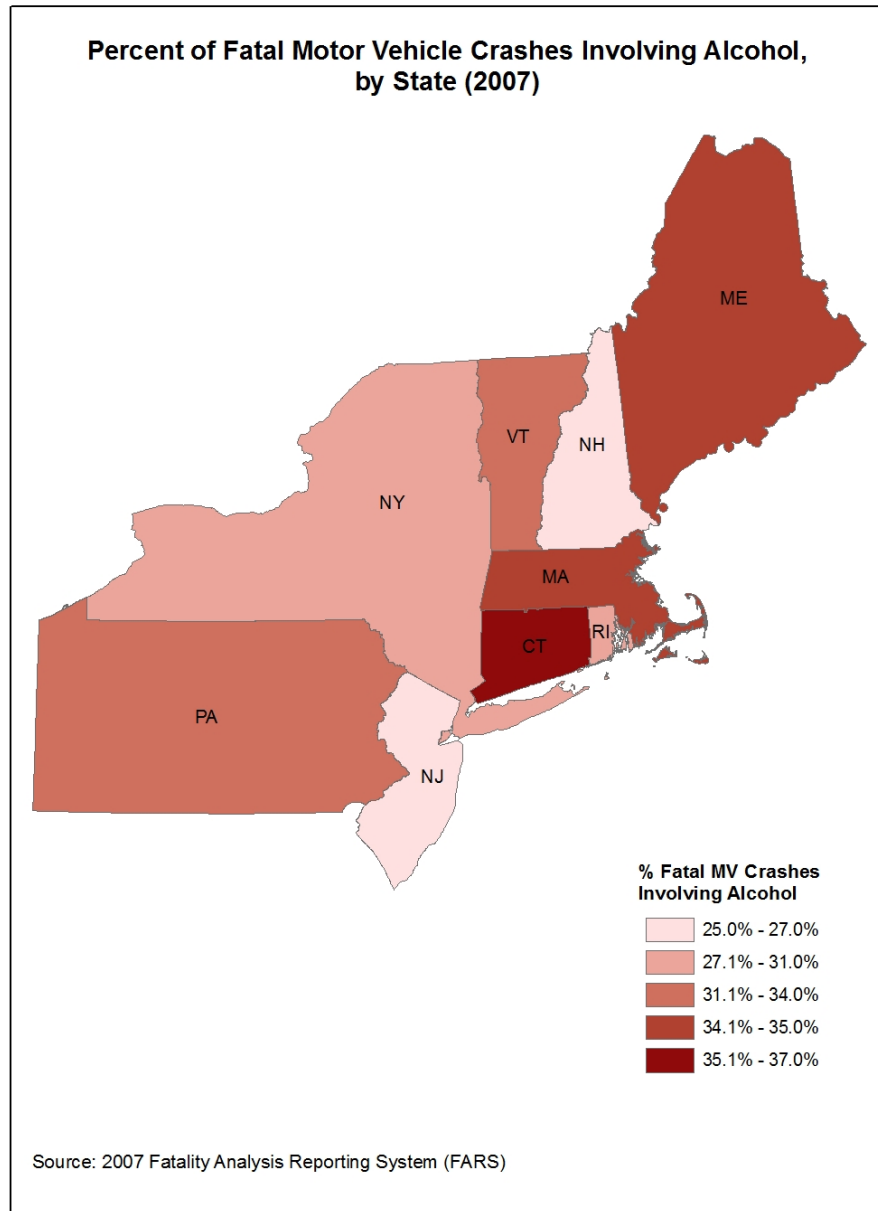 Percent of Fatal Motor Vehicle Crashes Involving Alcohol,
by State (2007)
ME
VT
NH
NY
MA
RI
CT
PA
NJ
% Fatal MV Crashes
Involving Alcohol
25.0% - 27.0%
27.1% - 31.0%
31.1% - 34.0%
34.1% - 35.0%
35.1% - 37.0%
Source: 2007 Fatality Analysis Reporting System (FARS)